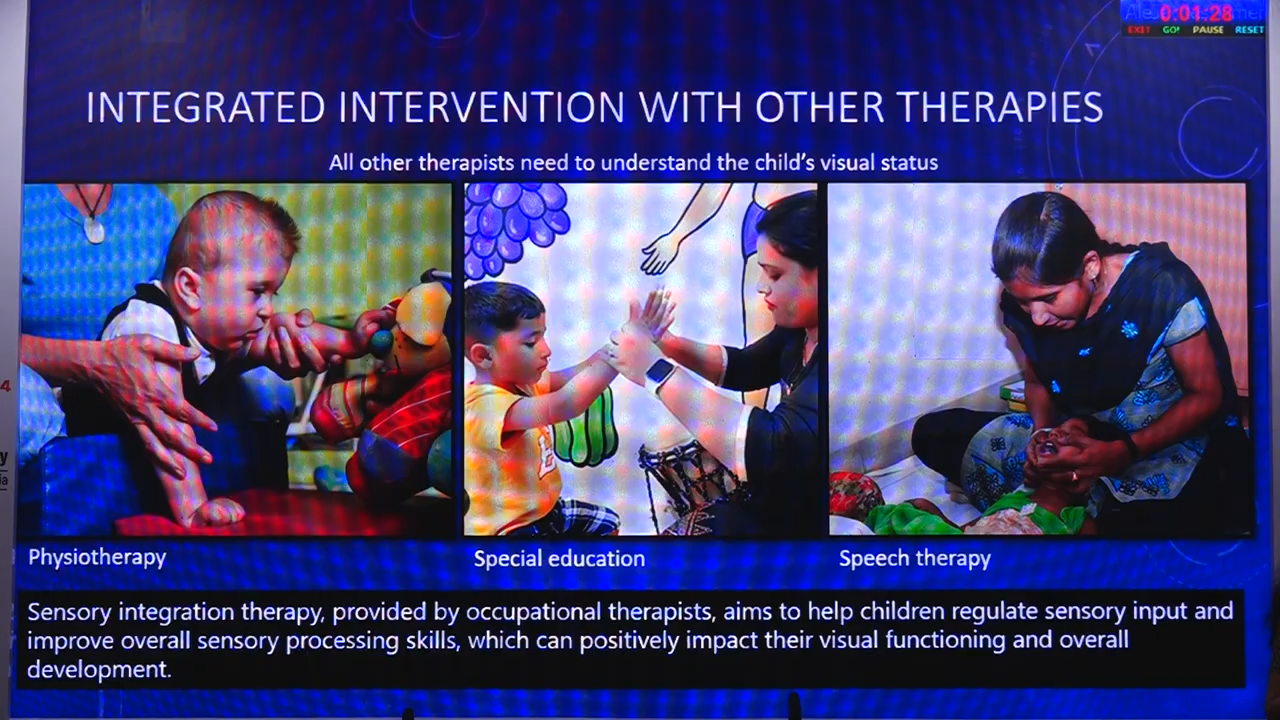 0:01:28
EXIT GO! PAUSE RESET
INTEGRATED INTERVENTION WITH OTHER THERAPIES
All other therapists need to understand the child's visual status
4
Physiotherapy
Special education
Speech therapy
Sensory integration therapy, provided by occupational therapists, aims to help children regulate sensory input and
improve overall sensory processing skills, which can positively impact their visual functioning and overall
development.